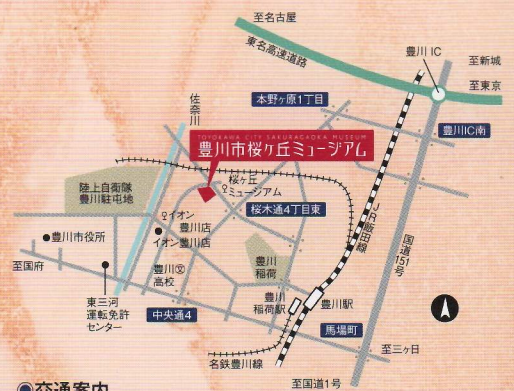 至名古屋
東名高速道路
豊川 IC
至新城
至東京
佐奈川
本野ヶ原1丁目
豊川IC南
TOYOKAWA CITY SAKURAGAOKA MUSEUM
豊川市桜ヶ丘ミュージアム
陸上自衛隊
豊川駐屯地
桜ヶ丘
ミュージアム
桜木通4丁目東
JR飯田線
国道151号
イオン
豊川店
イオン豊川店
豊川市役所
至国府
豊川
高校
文
豊川
稲荷
豊川
稲荷駅
豊川駅
東三河
運転免許
センター
中央通4
馬場町
名鉄豊川線
至三ヶ日
至国道1号
◉交通案内